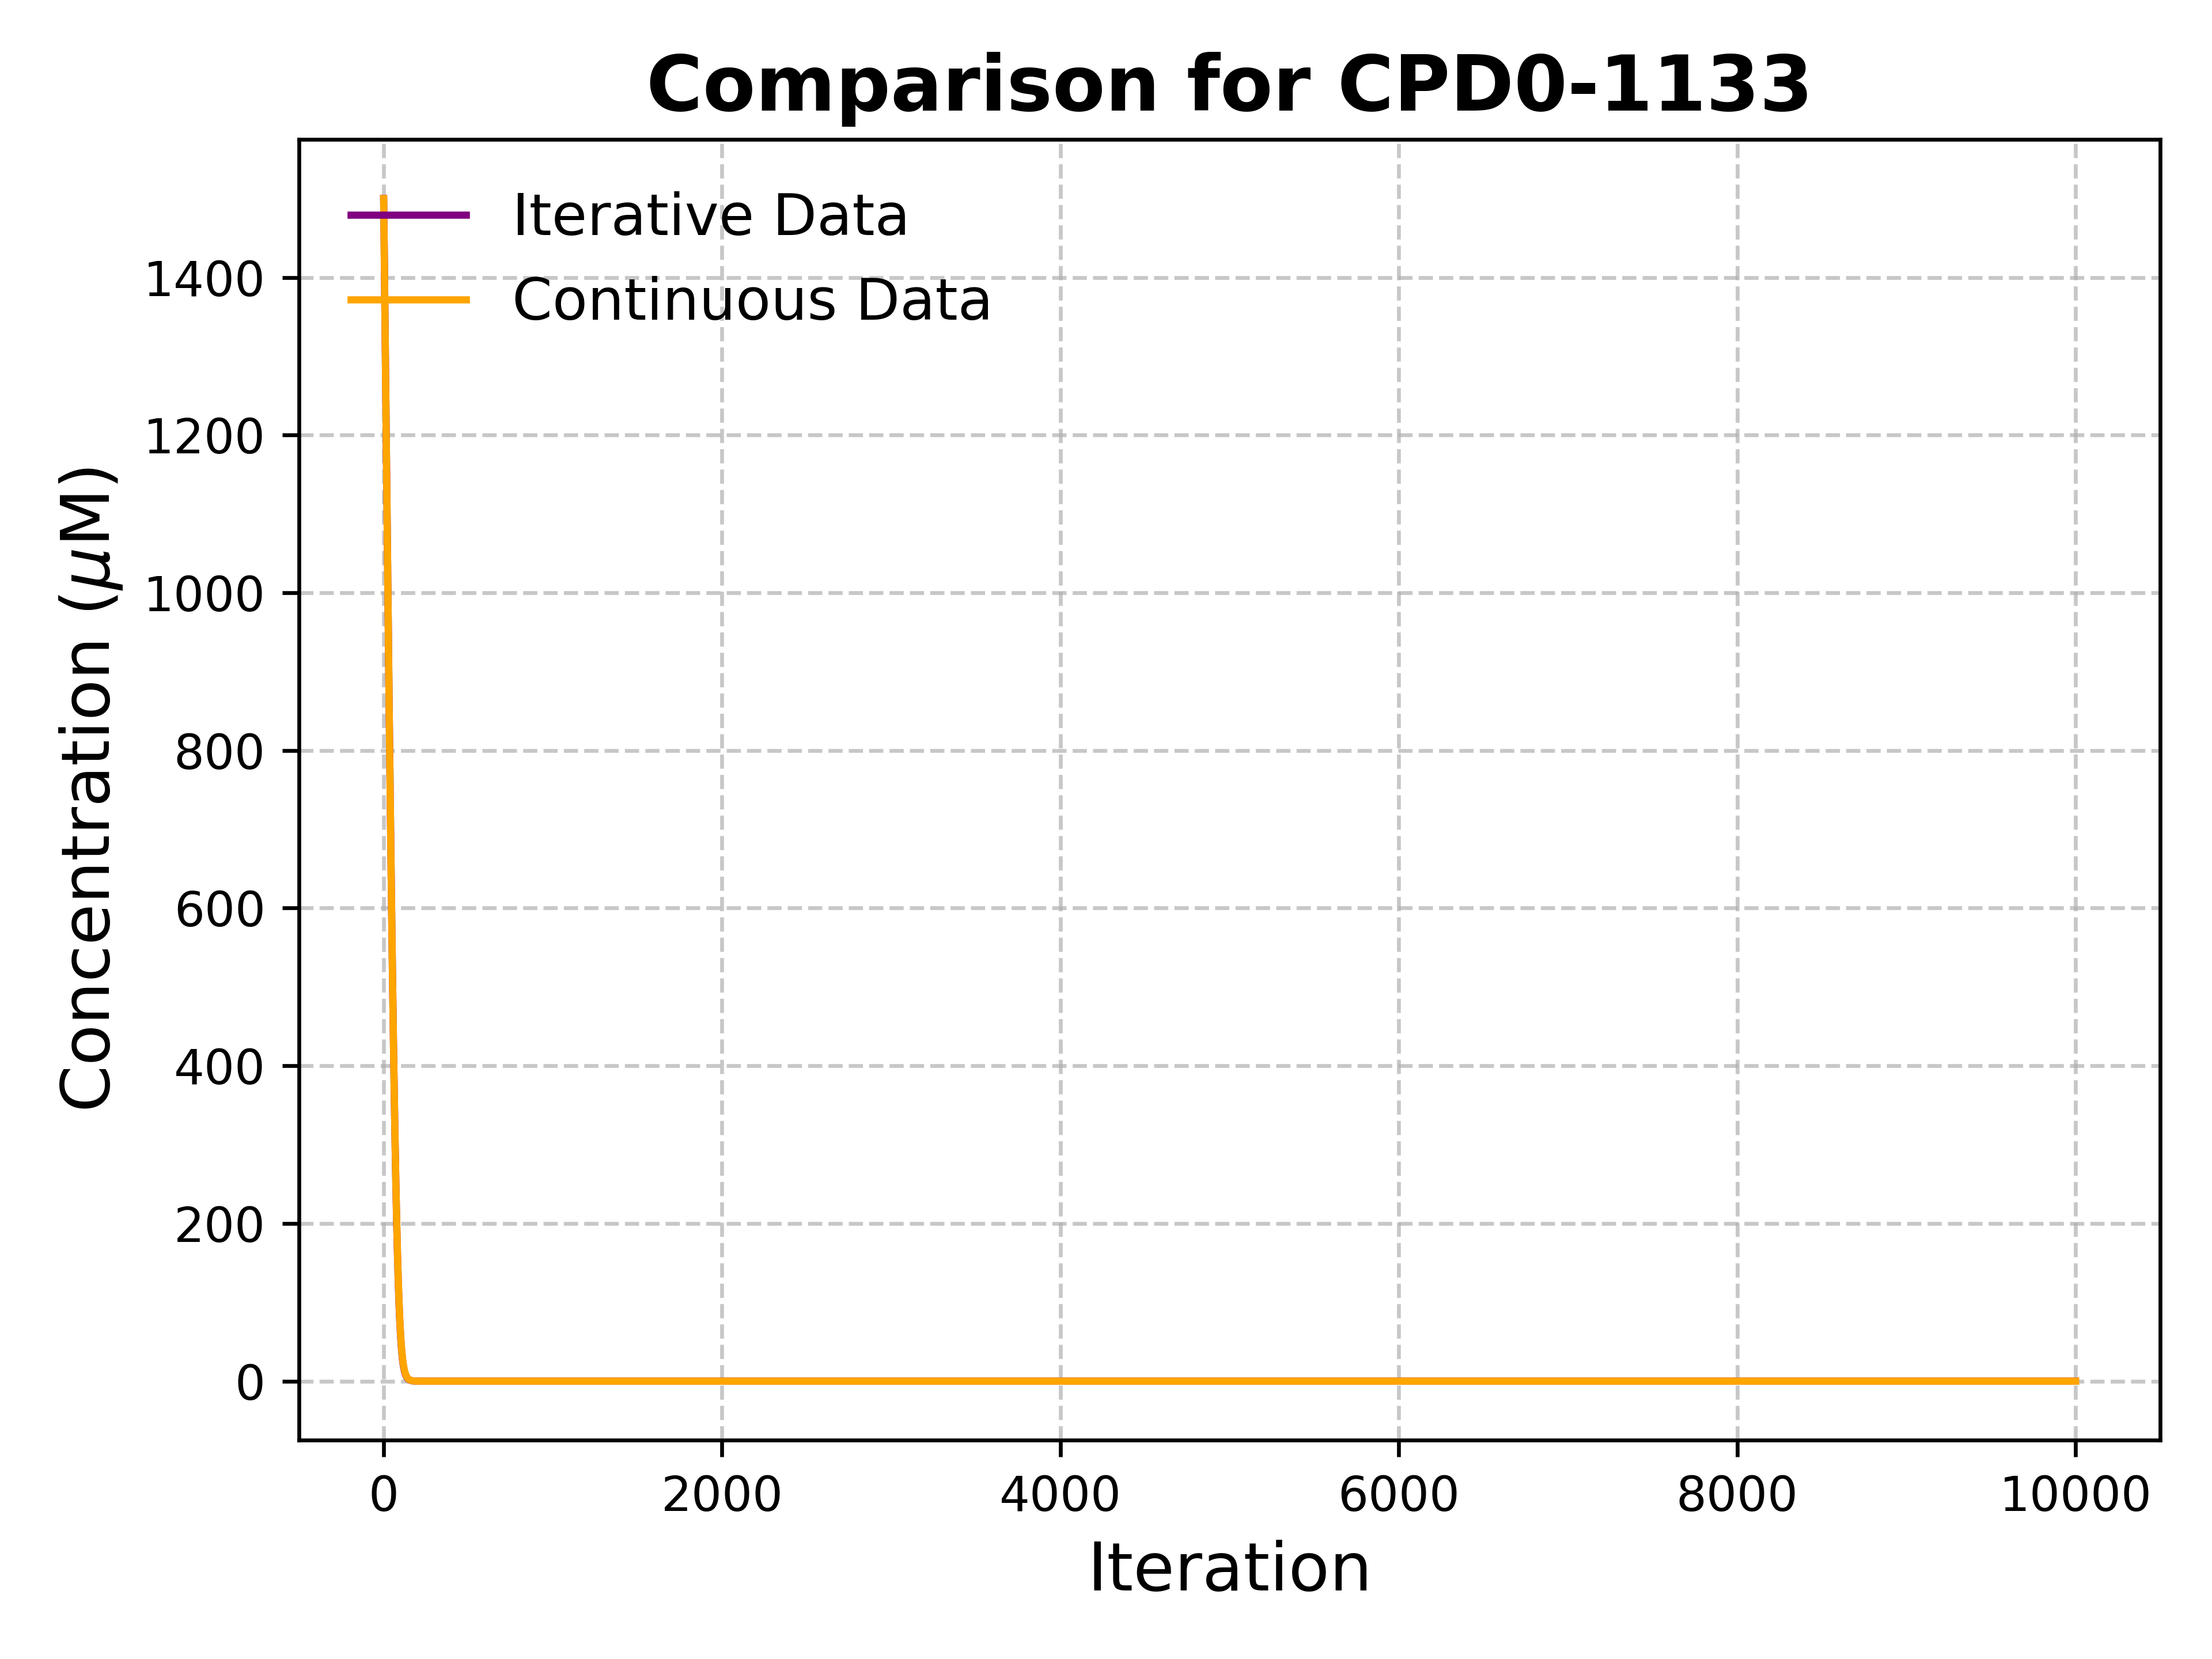 Comparison for CPD0-1133
Iterative Data
Continuous Data
Concentration (μM)
1400
1200
1000
800
600
400
200
0
0 2000 4000 6000 8000 10000
Iteration